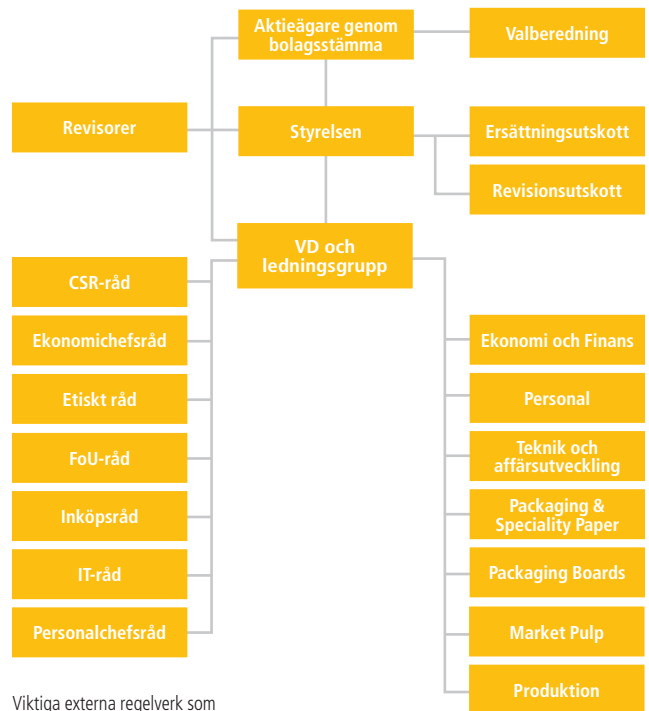 Aktieägare genom
bolagsstämma
Valberedning
Revisorer
Styrelsen
Ersättningsutskott
Revisionsutskott
VD och
ledningsgrupp
CSR-råd
Ekonomichefsråd
Etiskt råd
FoU-råd
Inköpsråd
IT-råd
Personalchefsråd
Ekonomi och Finans
Personal
Teknik och
affärsutveckling
Packaging &
Speciality Paper
Packaging Boards
Market Pulp
Produktion
Viktiga externa regelverk som